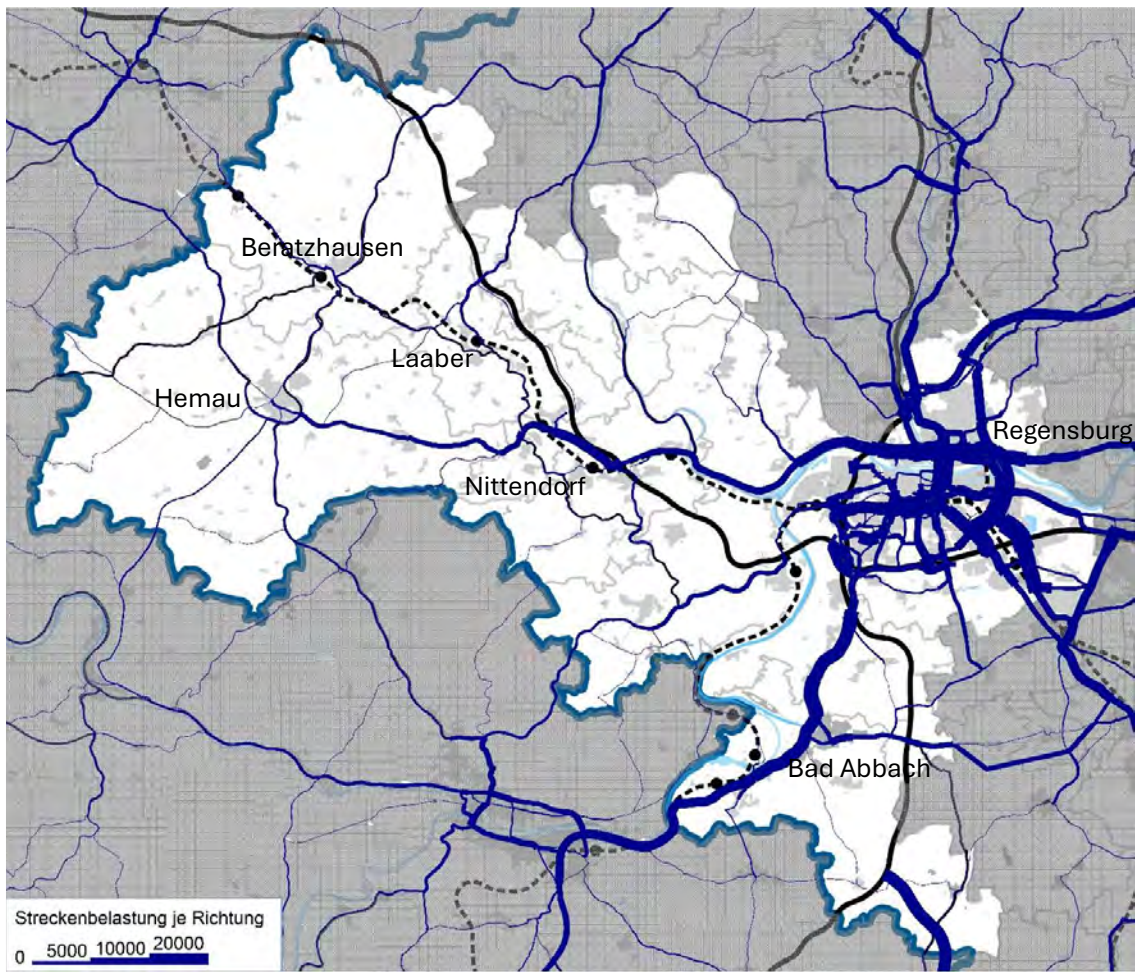 Beratzhausen
Laaber
Hemau
Regensburg
Nittendorf
Bad Abbach
Streckenbelastung je Richtung
0 5000 10000 20000